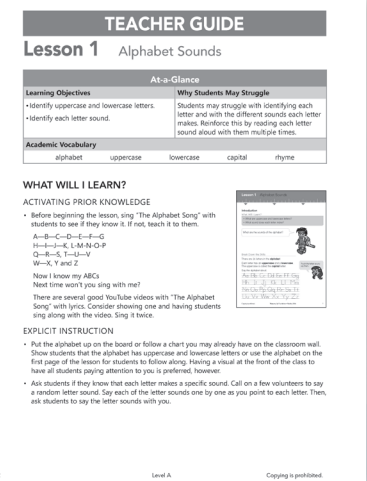 TEACHER GUIDE
Lesson 1 Alphabet Sounds
At-a-Glance
Learning Objectives
Why Students May Struggle
•Identify uppercase and lowercase letters.
•Identify each letter sound.
Students may struggle with identifying each
letter and with the different sounds each letter
makes. Reinforce this by reading each letter
sound aloud with them multiple times.
Academic Vocabulary
alphabet uppercase lowercase capital rhyme
WHAT WILL I LEARN?
ACTIVATING PRIOR KNOWLEDGE
• Before beginning the lesson, sing "The Alphabet Song" with
students to see if they know it. If not, teach it to them.
A—B—C—D—E—F—G
H—I—J—K, L-M-N-O-P
Q—R—S, T—U—V
W—X, Y and Z
Now I know my ABCs
Next time won't you sing with me?
There are several good YouTube videos with "The Alphabet
Song" with lyrics. Consider showing one and having students
sing along with the video. Sing it twice.
EXPLICIT INSTRUCTION
• Put the alphabet up on the board or follow a chart you may already have on the classroom wall.
Show students that the alphabet has uppercase and lowercase letters or use the alphabet on the
first page of the lesson for students to follow along. Having a visual at the front of the class to
have all students paying attention to you is preferred, however.
• Ask students if they know that each letter makes a specific sound. Call on a few volunteers to say
a random letter sound. Say each of the letter sounds one by one as you point to each letter. Then,
ask students to say the letter sounds with you.
Level A
Copying is prohibited.